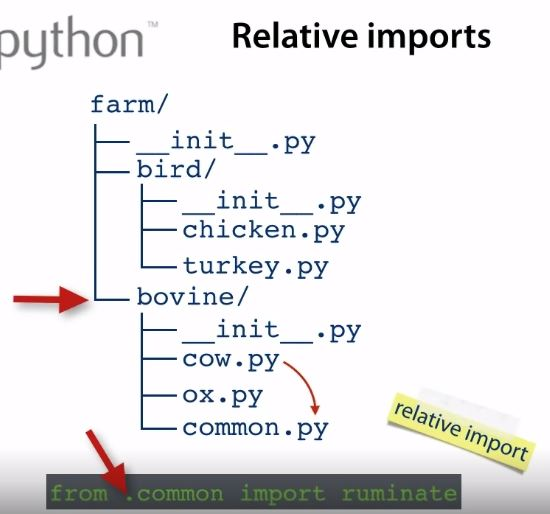 python™
Relative imports
farm/
__init__.py
bird/
__init__.py
chicken.py
turkey.py
bovine/
__init__.py
cow.py
ox.py
common.py
relative import
from .common import ruminate